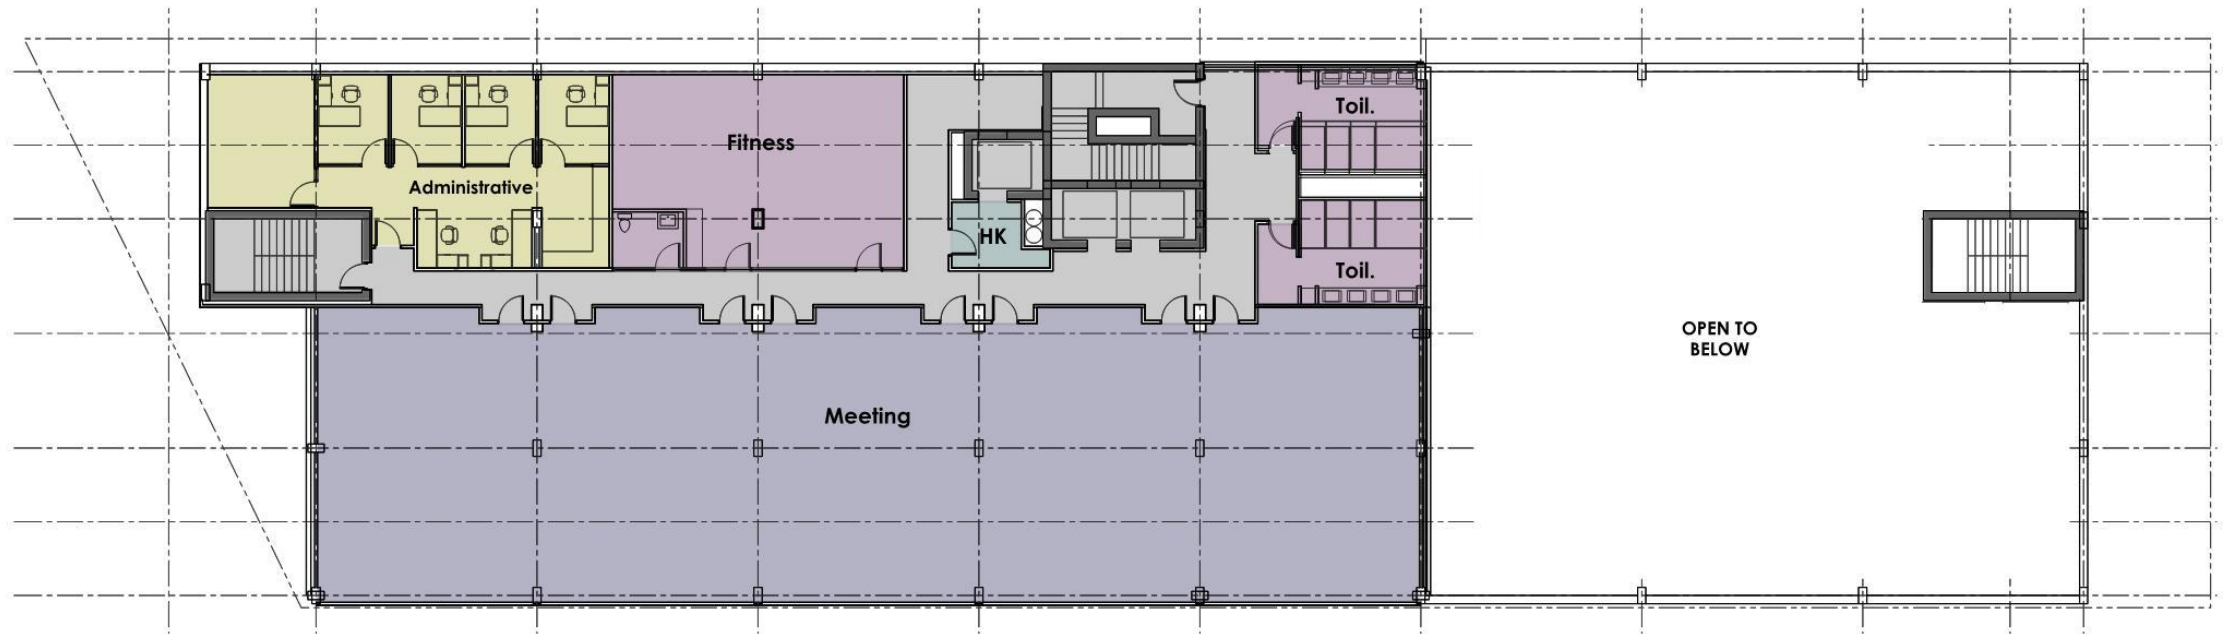 Toil.
Fitness
Administrative
HK
Toil.
OPEN TO
BELOW
Meeting